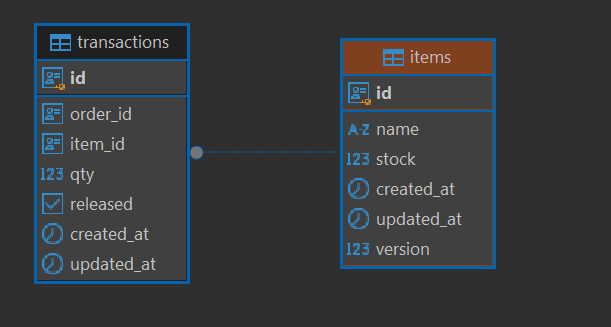 transactions
id
order_id
item_id
123 qty
released
created_at
updated_at
items
id
A-Z name
123 stock
created_at
updated_at
123 version